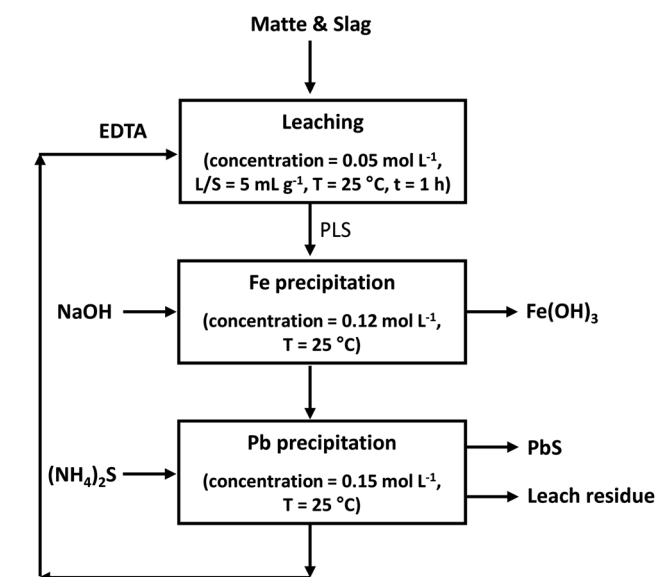 Matte & Slag
EDTA
Leaching
(concentration = 0.05 mol L⁻¹,
L/S = 5 mL g⁻¹, T = 25 °C, t = 1 h)
PLS
Fe precipitation
NaOH
(concentration = 0.12 mol L⁻¹,
T = 25 °C)
Fe(OH)₃
Pb precipitation
(NH₄)₂S
(concentration = 0.15 mol L⁻¹,
T = 25 °C)
PbS
Leach residue